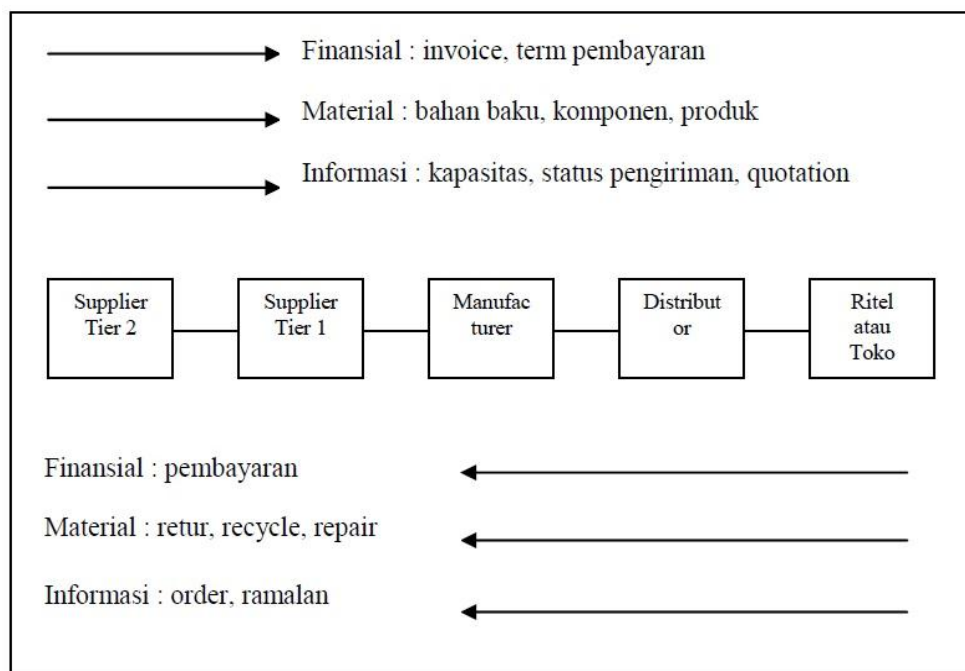 Finansial : invoice, term pembayaran
Material : bahan baku, komponen, produk
Informasi : kapasitas, status pengiriman, quotation
Supplier
Tier 2
Supplier
Tier 1
Manufac
turer
Distribut
or
Ritel
atau
Toko
Finansial : pembayaran
Material : retur, recycle, repair
Informasi : order, ramalan